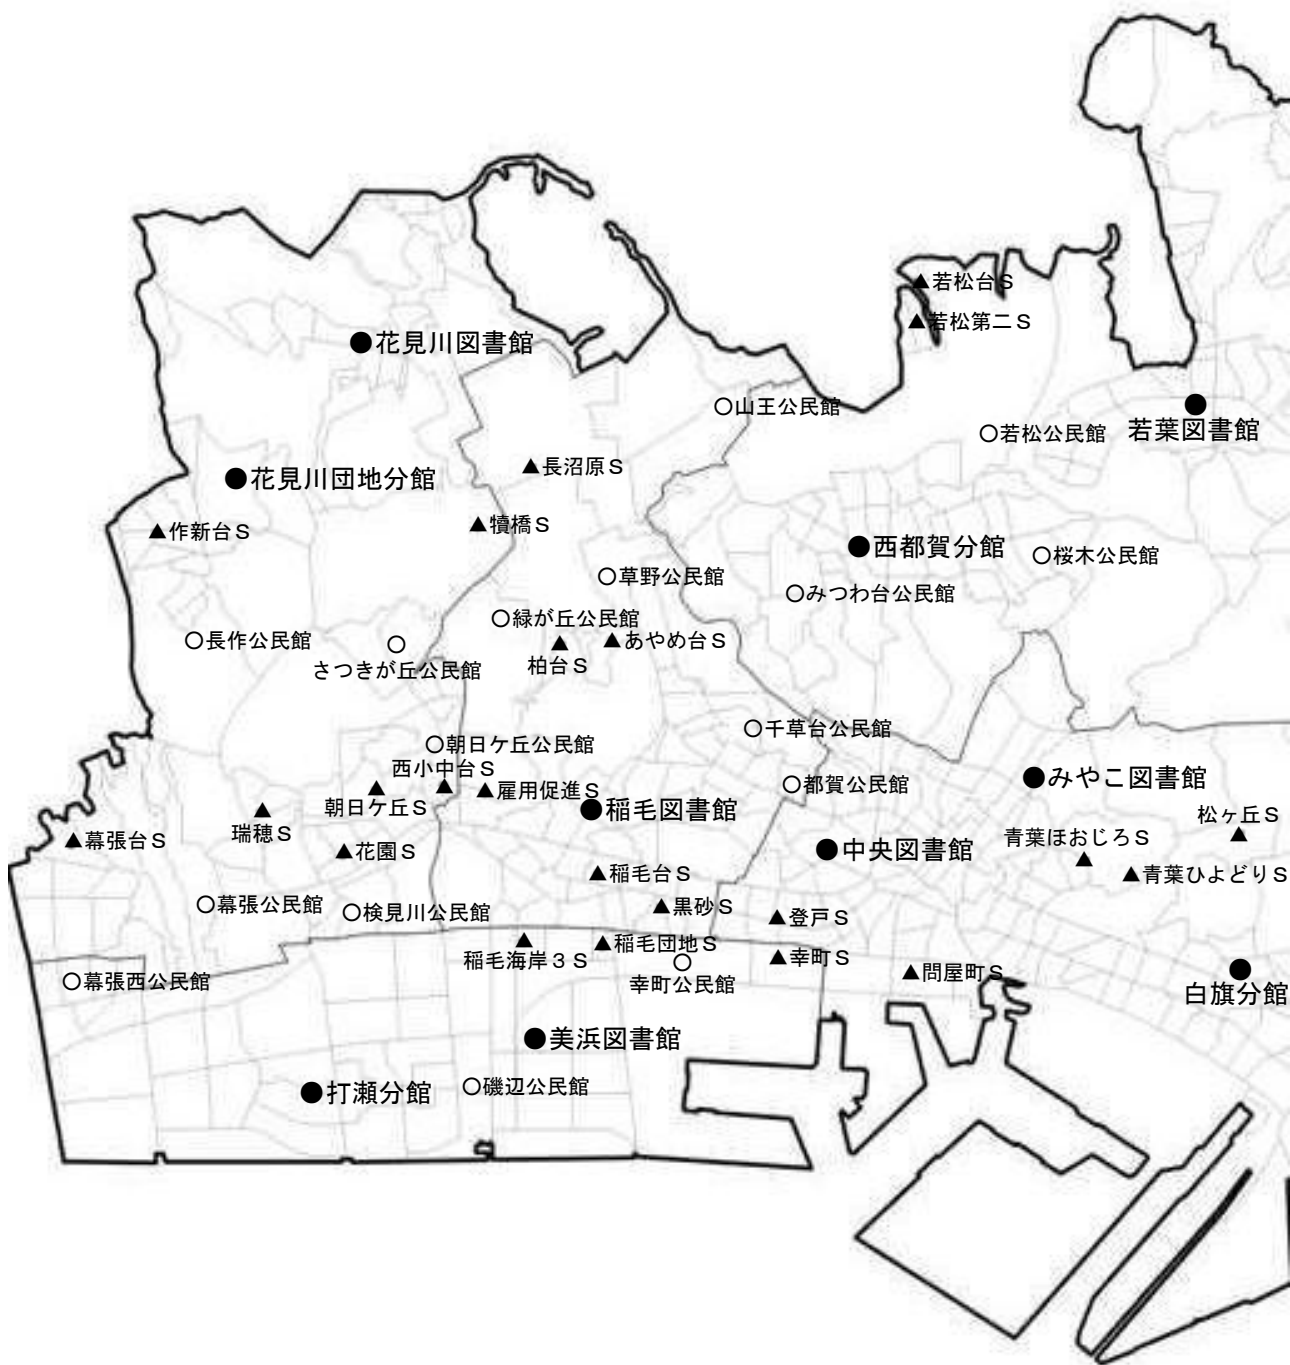 ▲若松台Ｓ
▲若松第二Ｓ
●花見川図書館
○山王公民館
●
若葉図書館
○若松公民館
▲長沼原Ｓ
●花見川団地分館
▲犢橋Ｓ
▲作新台Ｓ
●西都賀分館
○桜木公民館
○草野公民館
○みつわ台公民館
○緑が丘公民館
▲あやめ台Ｓ
○長作公民館
○
さつきが丘公民館
▲
柏台Ｓ
○千草台公民館
○朝日ケ丘公民館
西小中台Ｓ
▲
●みやこ図書館
○都賀公民館
▲
朝日ケ丘Ｓ
▲雇用促進Ｓ
●稲毛図書館
▲
瑞穂Ｓ
松ヶ丘Ｓ
▲
▲幕張台Ｓ
▲花園Ｓ
●中央図書館
青葉ほおじろＳ
▲
▲稲毛台Ｓ
▲青葉ひよどりＳ
○幕張公民館
○検見川公民館
▲黒砂Ｓ
▲登戸Ｓ
▲
稲毛海岸３Ｓ
▲稲毛団地Ｓ
▲幸町Ｓ
○
幸町公民館
▲問屋町Ｓ
●
白旗分館
○幕張西公民館
●美浜図書館
●打瀬分館
○磯辺公民館